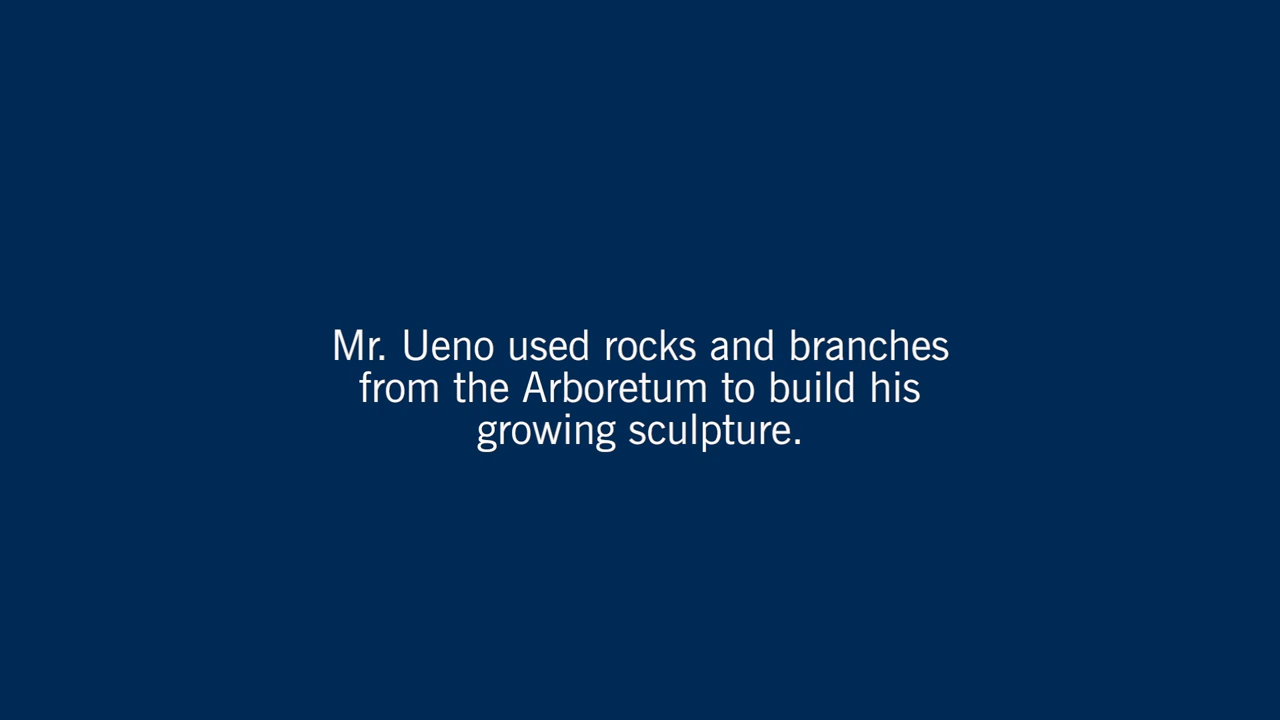 Mr. Ueno used rocks and branches
from the Arboretum to build his
growing sculpture.